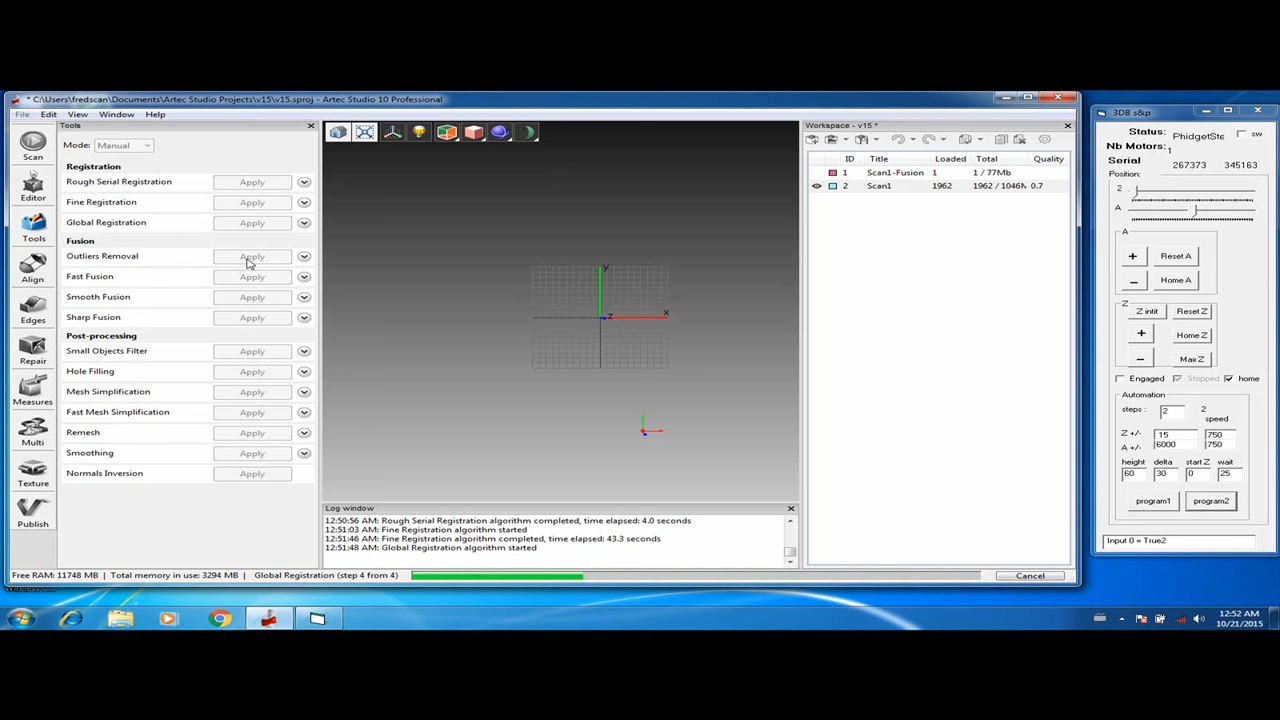 * C:\Users\fredscan\Documents\Artec Studio Projects\v15\v15.sproj - Artec Studio 10 Professional
File Edit View Window Help
Tools
Scan
Editor
Tools
Align
Edges
Repair
Measures
Multi
Texture
Publish
Mode: Manual
Registration
Rough Serial Registration Apply
Fine Registration Apply
Global Registration Apply
Fusion
Outliers Removal Apply
Fast Fusion Apply
Smooth Fusion Apply
Sharp Fusion Apply
Post-processing
Small Objects Filter Apply
Hole Filling Apply
Mesh Simplification Apply
Fast Mesh Simplification Apply
Remesh Apply
Smoothing Apply
Normals Inversion Apply
y
z
x
Log window
12:50:56 AM: Rough Serial Registration algorithm completed, time elapsed: 4.0 seconds
12:51:03 AM: Fine Registration algorithm started
12:51:46 AM: Fine Registration algorithm completed, time elapsed: 43.3 seconds
12:51:48 AM: Global Registration algorithm started
Workspace - v15 *
ID Title Loaded Total Quality
1 Scan1-Fusion 1 1 / 77Mb
2 Scan1 1962 1962 / 1046M 0.7
Free RAM: 11748 MB | Total memory in use: 3294 MB | Global Registration (step 4 from 4) Cancel
3DB s&p
Status: PhidgetSte sw
Nb Motors: 1
Serial 267373 345163
Position:
2
A
A
+ Reset A
– Home A
Z
Z intit Reset Z
+ Home Z
– Max Z
Engaged Stopped home
Automation
steps : 2 2
speed
Z +/- 15 750
A +/- 6000 750
height delta start Z wait
60 30 0 25
program1 program2
Input 0 = True2
12:52 AM
10/21/2015